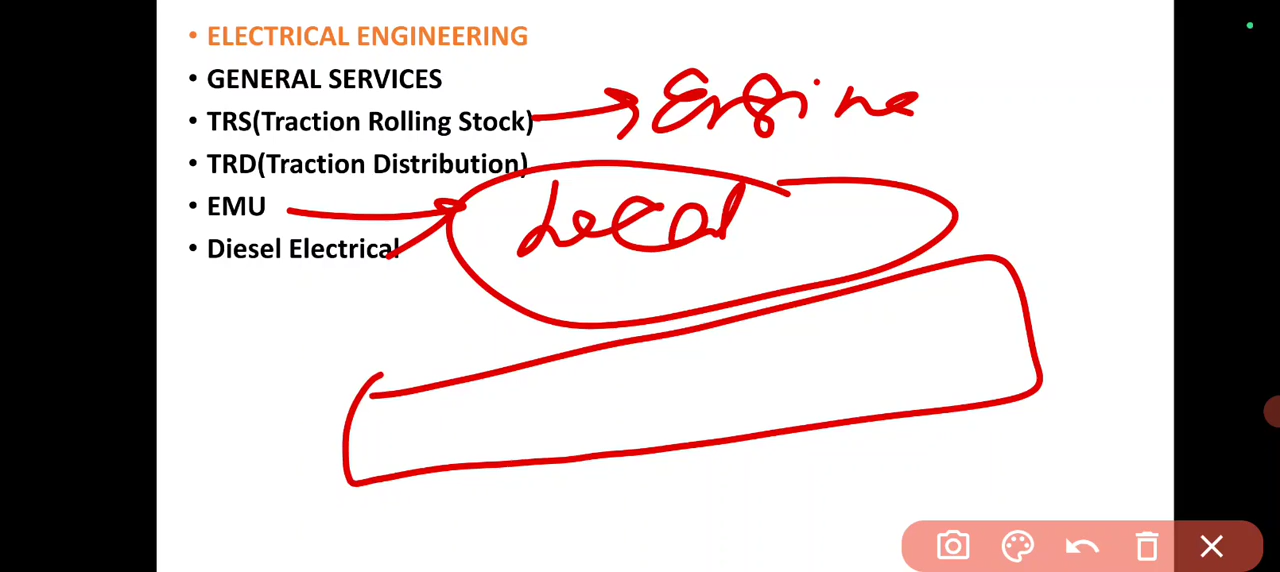 • ELECTRICAL ENGINEERING
• GENERAL SERVICES
• TRS(Traction Rolling Stock) Engine
• TRD(Traction Distribution)
• EMU Local
• Diesel Electrical